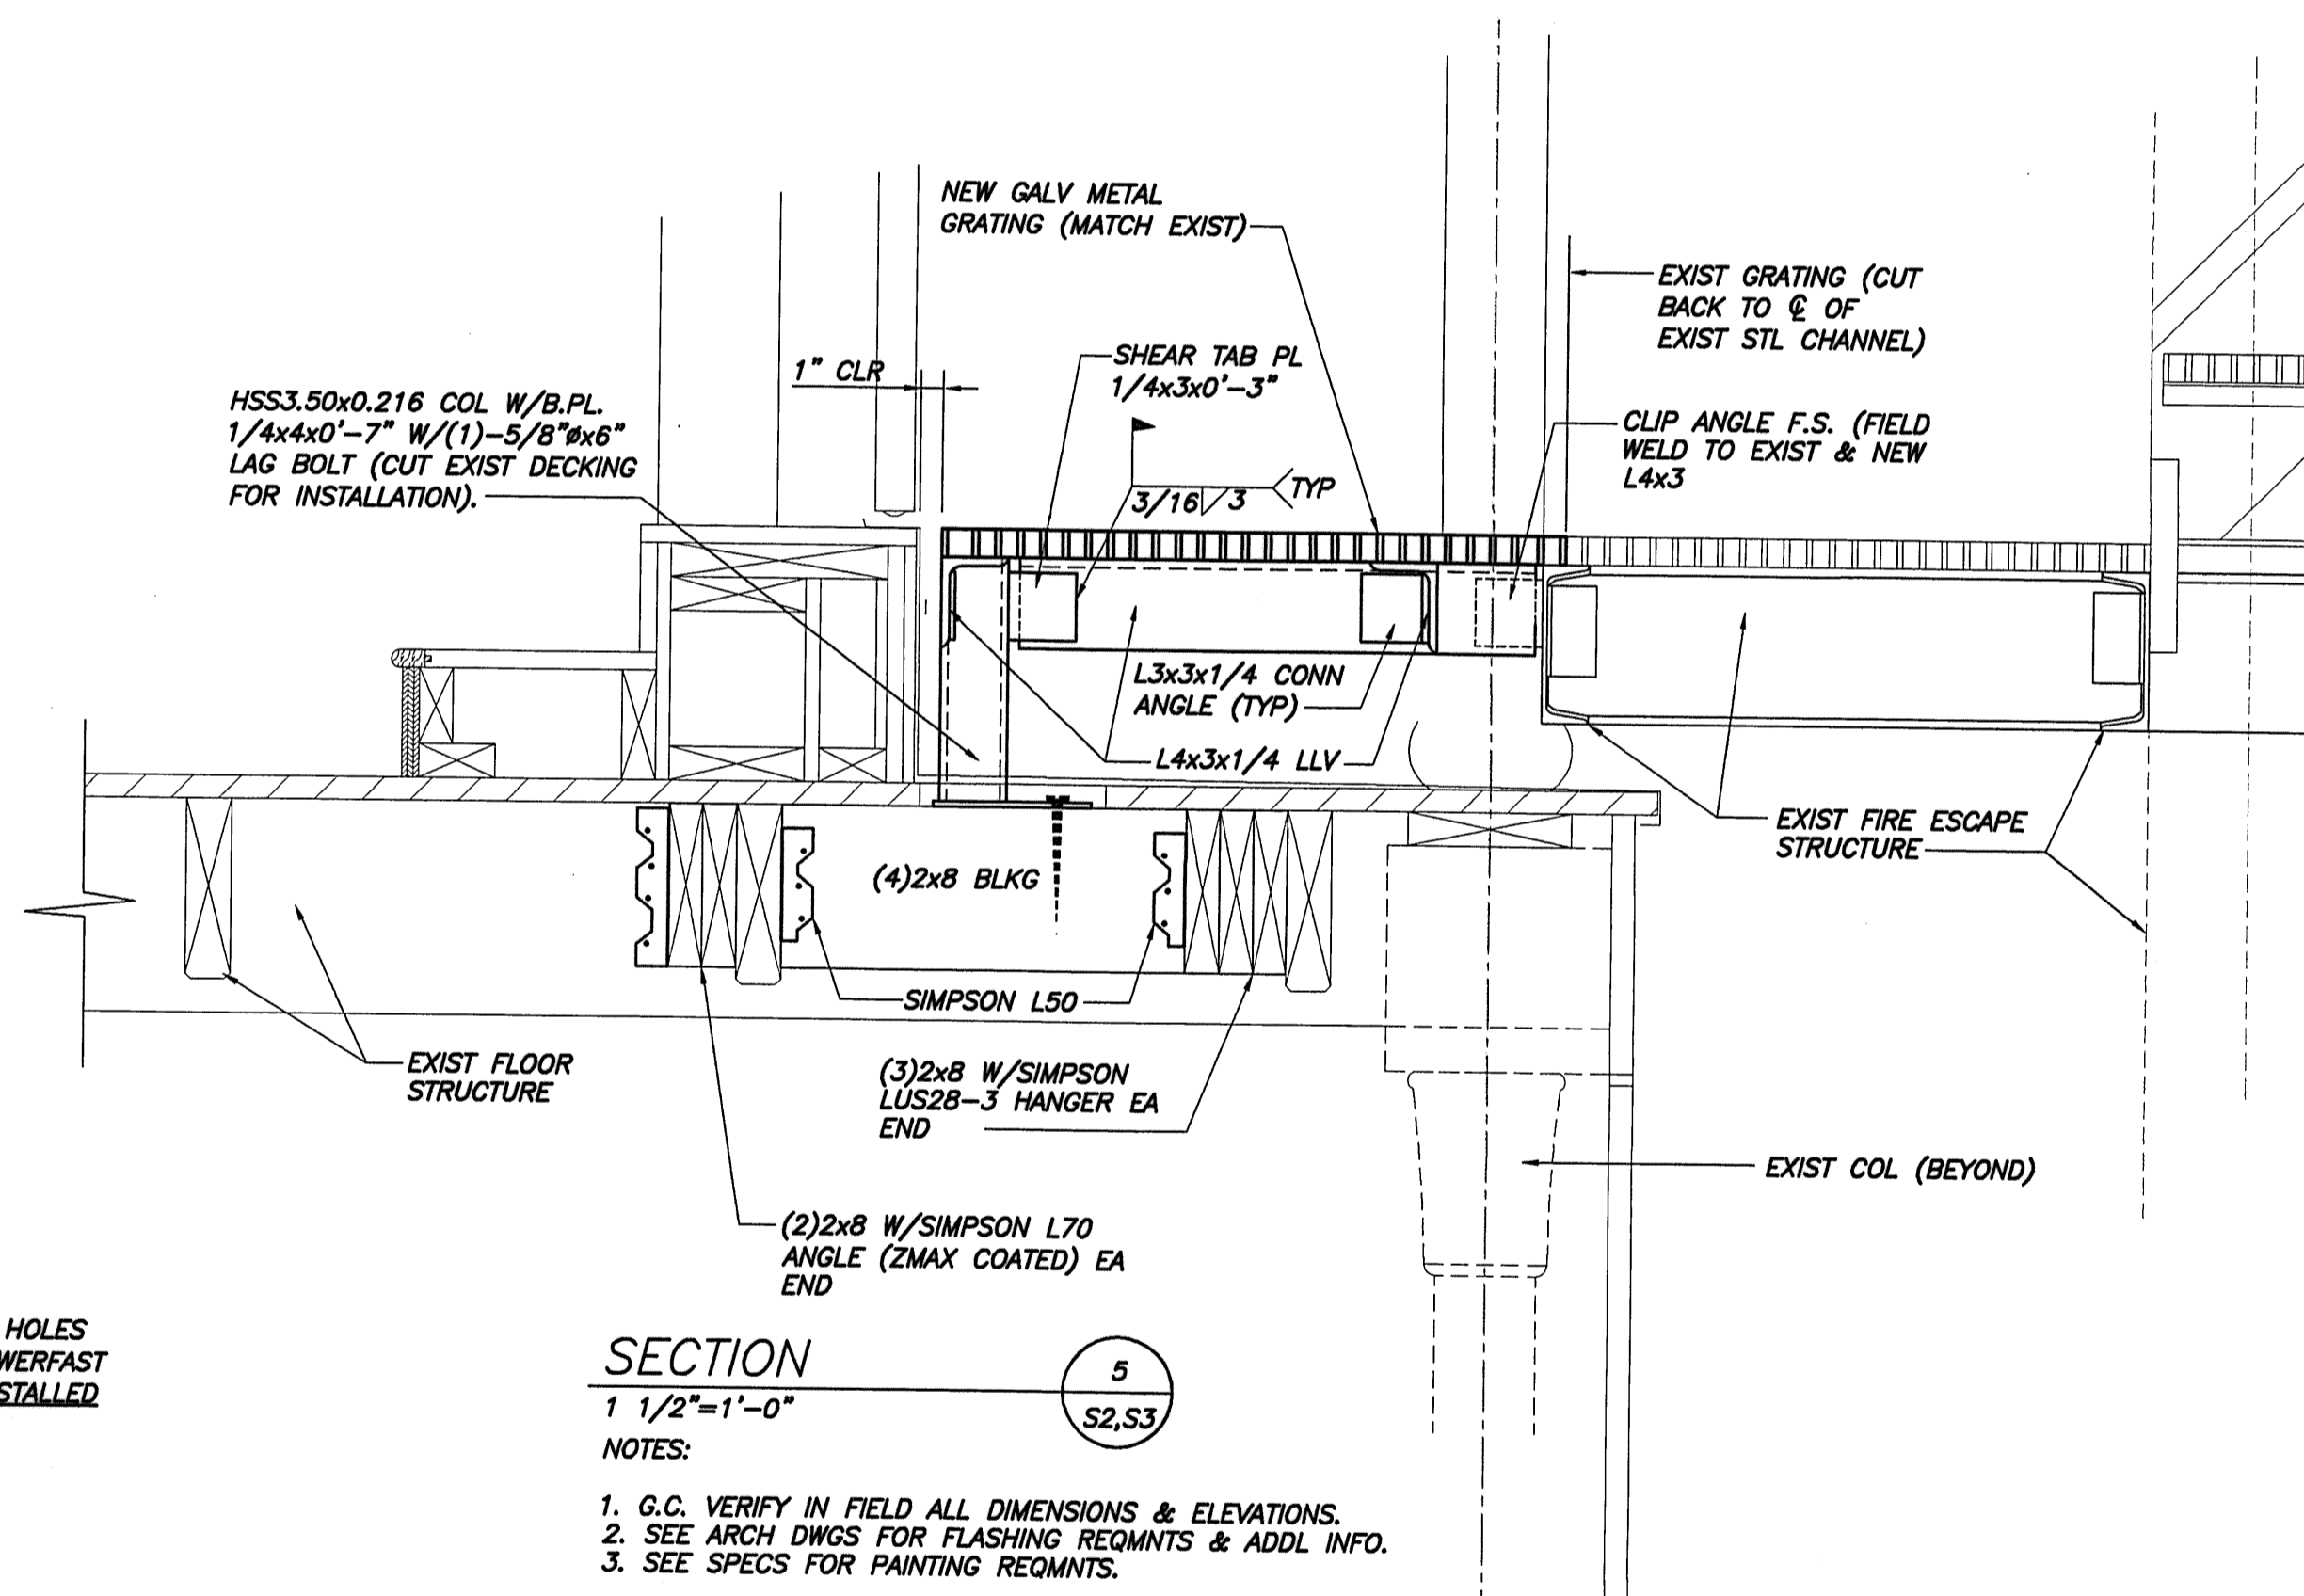 NEW GALV METAL
GRATING (MATCH EXIST)
EXIST GRATING (CUT
BACK TO ℄ OF
EXIST STL CHANNEL)
SHEAR TAB PL
1/4x3x0'-3"
1" CLR
HSS3.50x0.216 COL W/B.PL.
1/4x4x0'-7" W/(1)-5/8"øx6"
LAG BOLT (CUT EXIST DECKING
FOR INSTALLATION).
CLIP ANGLE F.S. (FIELD
WELD TO EXIST & NEW
L4x3
3/16 3 TYP
L3x3x1/4 CONN
ANGLE (TYP)
L4x3x1/4 LLV
EXIST FIRE ESCAPE
STRUCTURE
(4)2x8 BLKG
SIMPSON L50
EXIST FLOOR
STRUCTURE
(3)2x8 W/SIMPSON
LUS28-3 HANGER EA
END
EXIST COL (BEYOND)
(2)2x8 W/SIMPSON L70
ANGLE (ZMAX COATED) EA
END
HOLES
WERFAST
STALLED
SECTION
1 1/2"=1'-0"
5
S2,S3
NOTES:
1. G.C. VERIFY IN FIELD ALL DIMENSIONS & ELEVATIONS.
2. SEE ARCH DWGS FOR FLASHING REQMNTS & ADDL INFO.
3. SEE SPECS FOR PAINTING REQMNTS.